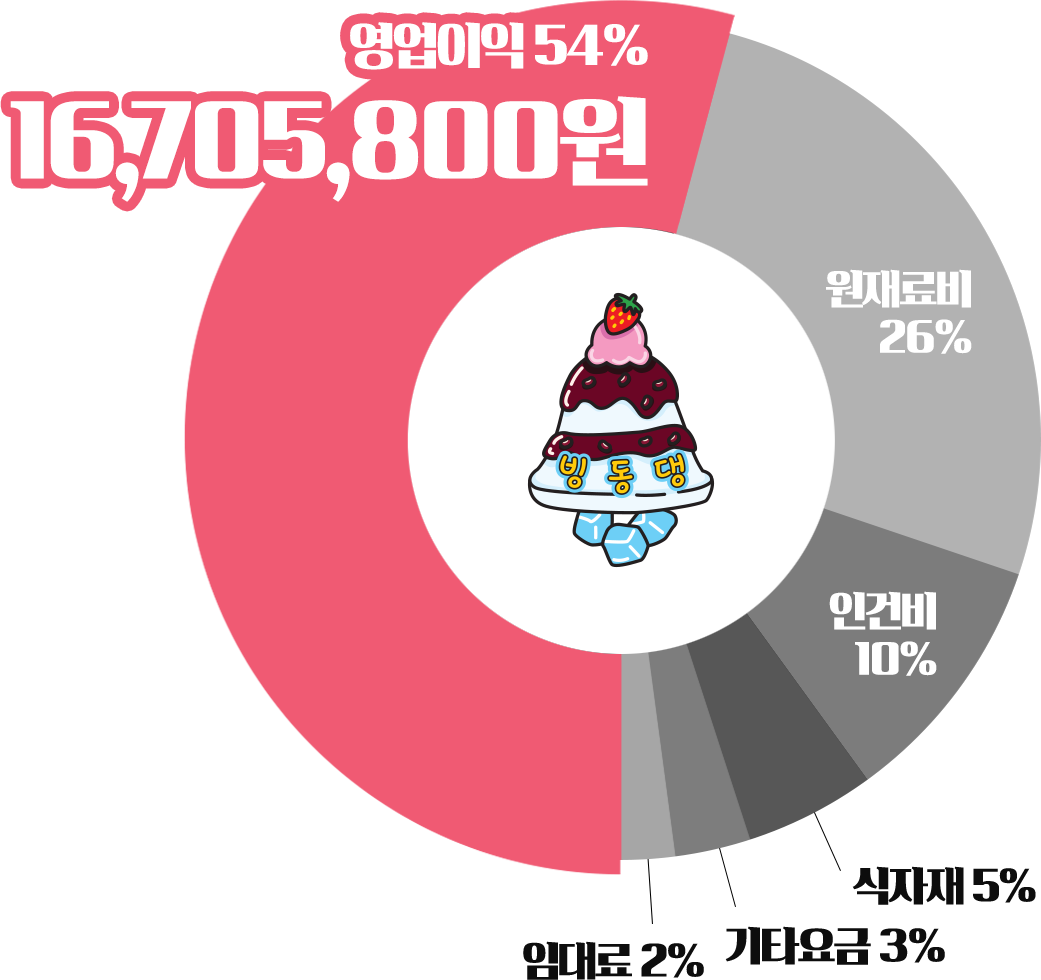 영업이익 54%
16,705,800원
원재료비
26%
빙동댕
인건비
10%
식자재 5%
기타요금 3%
임대료 2%